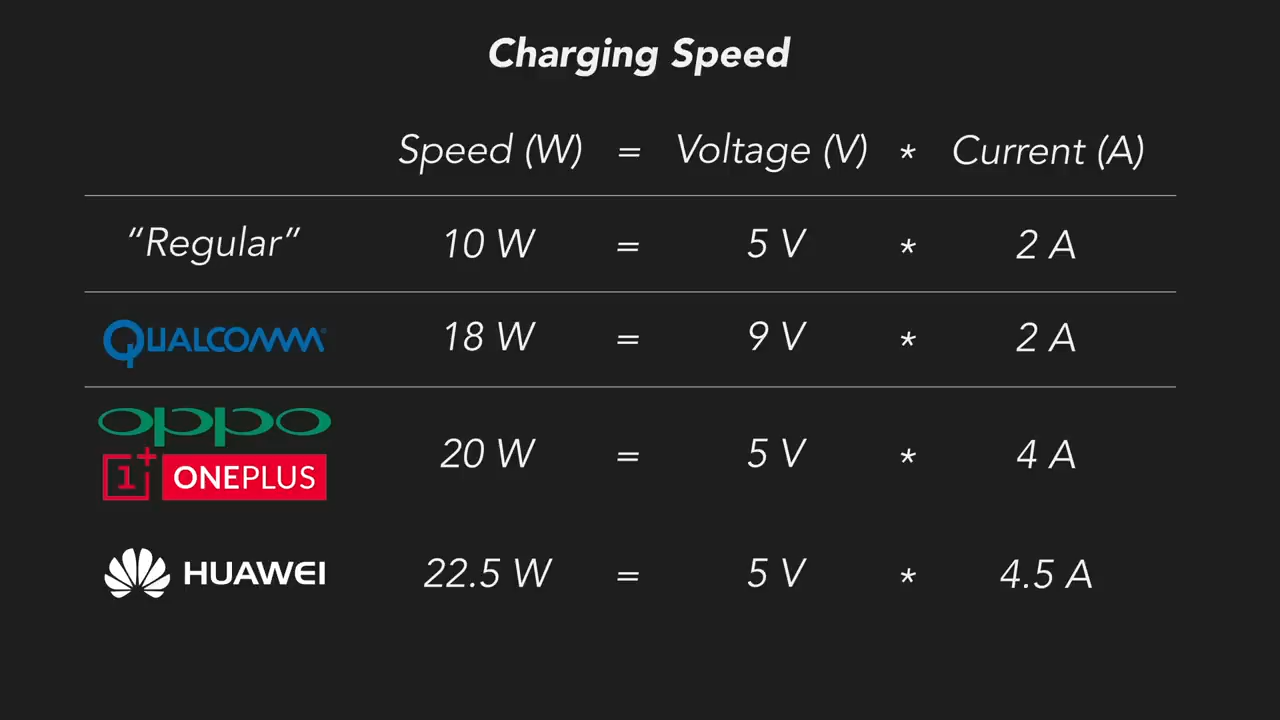 Charging Speed
Speed (W) = Voltage (V) * Current (A)
“Regular” 10 W = 5 V * 2 A
QUALCOMM® 18 W = 9 V * 2 A
oppo
1+ ONEPLUS 20 W = 5 V * 4 A
HUAWEI 22.5 W = 5 V * 4.5 A